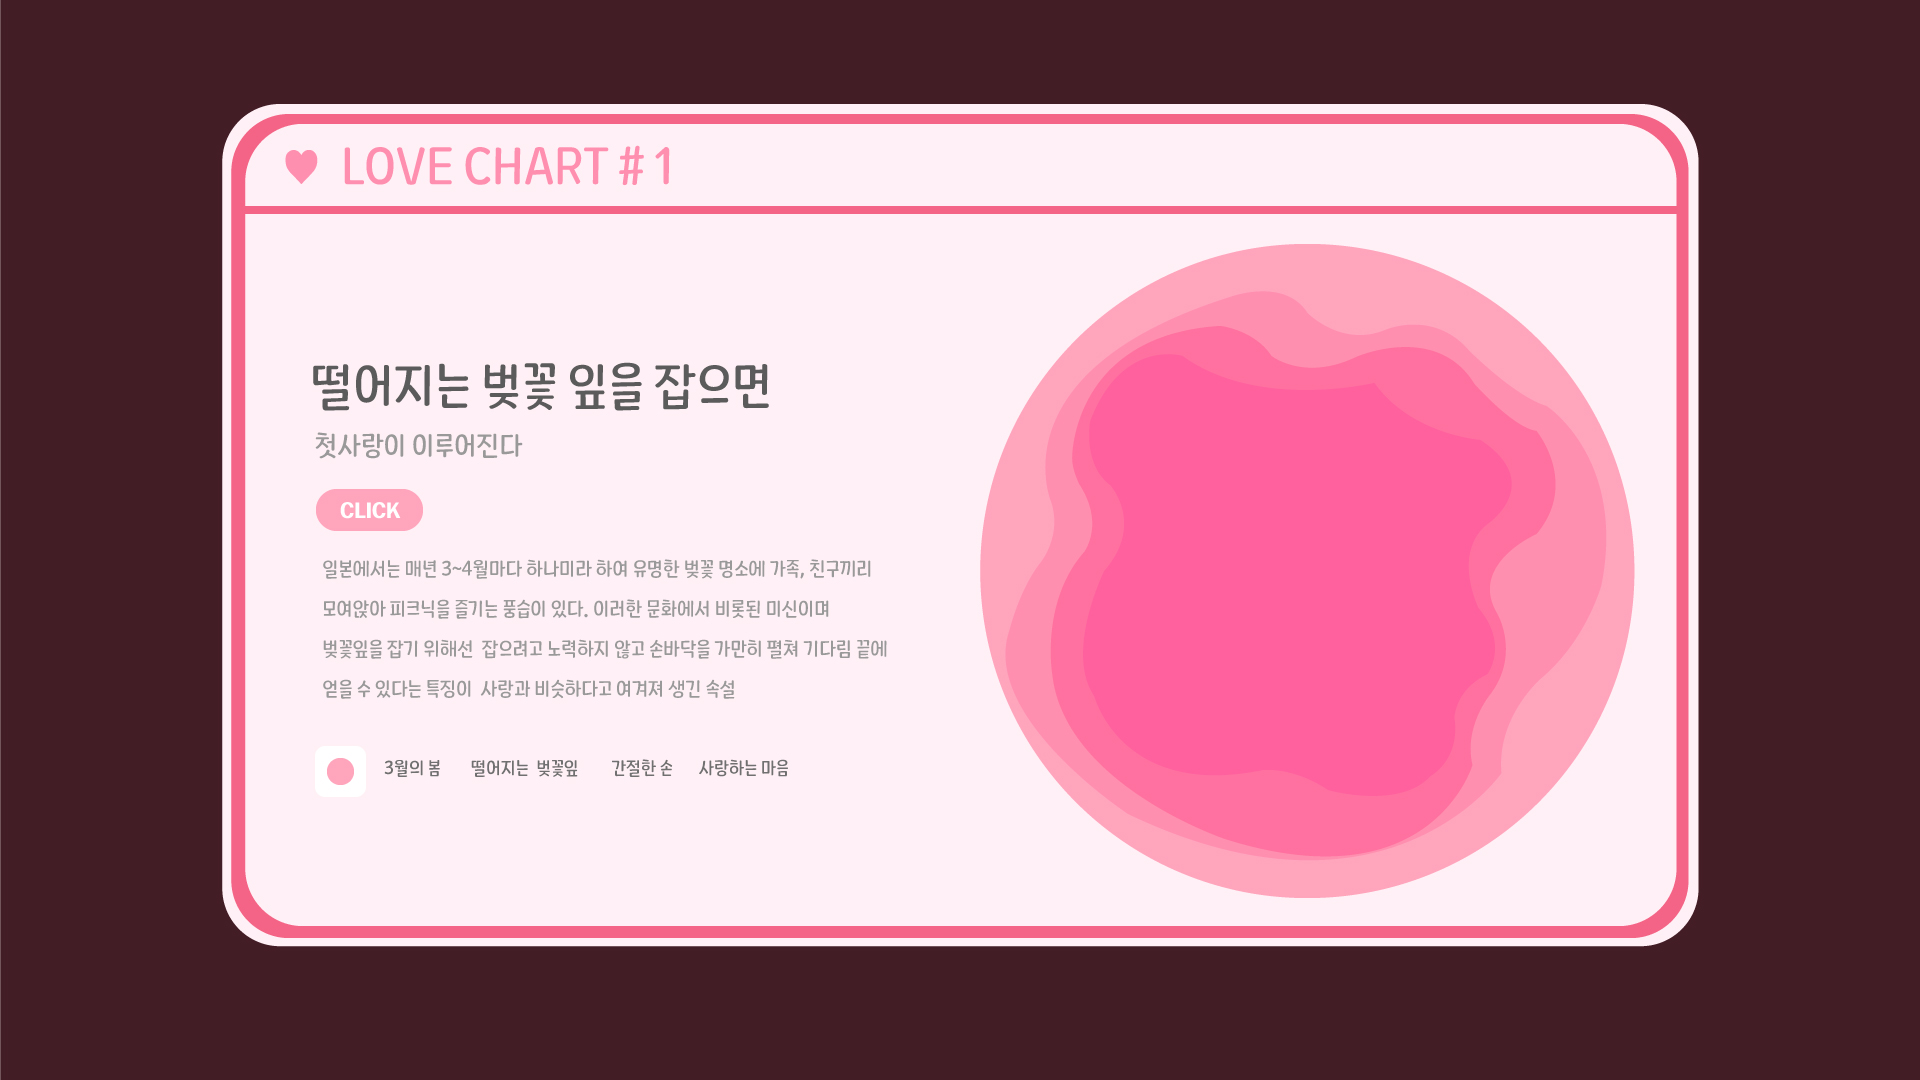 LOVE CHART # 1
떨어지는 벚꽃 잎을 잡으면
첫사랑이 이루어진다
CLICK
일본에서는 매년 3~4월마다 하나미라 하여 유명한 벚꽃 명소에 가족, 친구끼리
모여앉아 피크닉을 즐기는 풍습이 있다. 이러한 문화에서 비롯된 미신이며
벚꽃잎을 잡기 위해선 잡으려고 노력하지 않고 손바닥을 가만히 펼쳐 기다림 끝에
얻을 수 있다는 특징이 사랑과 비슷하다고 여겨져 생긴 속설
3월의 봄 떨어지는 벚꽃잎 간절한 손 사랑하는 마음